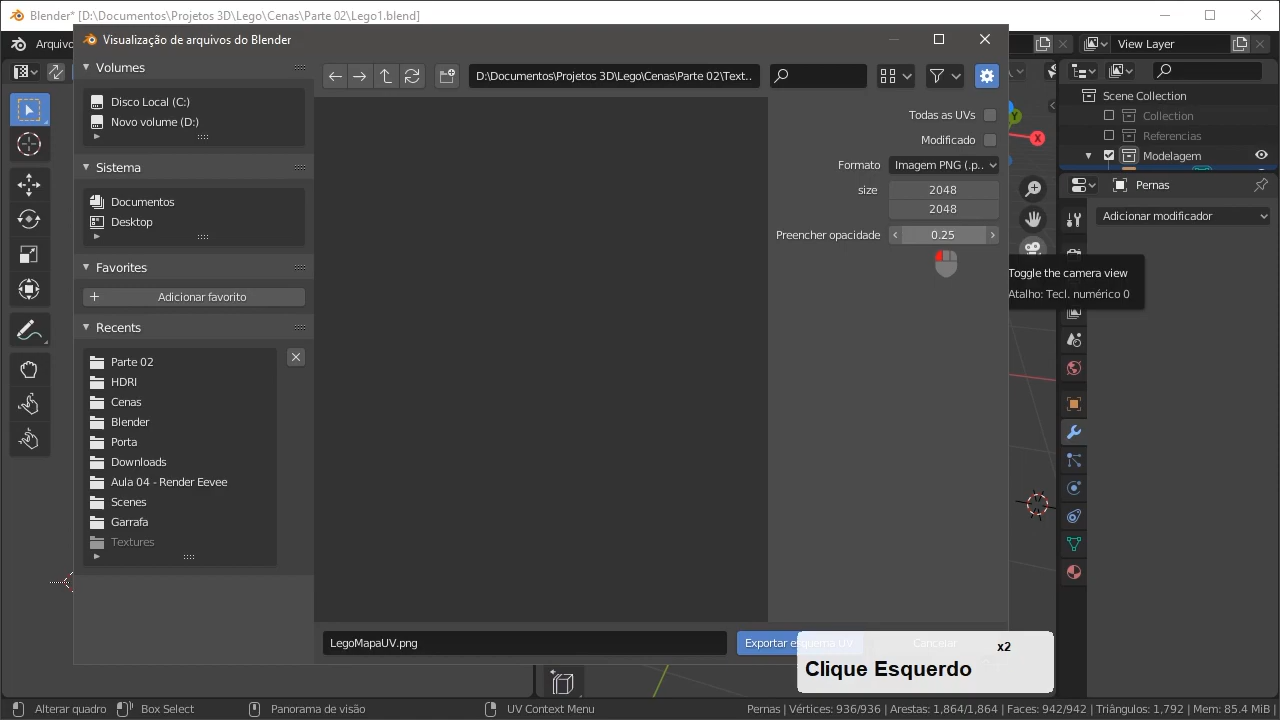 Blender* [D:\Documentos\Projetos 3D\Lego\Cenas\Parte 02\Lego1.blend]
Arquivo
Visualização de arquivos do Blender
View Layer
Volumes
Disco Local (C:)
Novo volume (D:)
Sistema
Documentos
Desktop
Favorites
Adicionar favorito
Recents
Parte 02
HDRI
Cenas
Blender
Porta
Downloads
Aula 04 - Render Eevee
Scenes
Garrafa
Textures
D:\Documentos\Projetos 3D\Lego\Cenas\Parte 02\Text..
Todas as UVs
Modificado
Formato
Imagem PNG (.p..
size
2048
2048
Preencher opacidade
0.25
LegoMapaUV.png
Exportar esquema UV
Cancelar
x2
Clique Esquerdo
Y
X
Toggle the camera view
Atalho: Tecl. numérico 0
Scene Collection
Collection
Referencias
Modelagem
Pernas
Adicionar modificador
Alterar quadro
Box Select
Panorama de visão
UV Context Menu
Pernas | Vértices: 936/936 | Arestas: 1,864/1,864 | Faces: 942/942 | Triângulos: 1,792 | Mem: 85.4 MiB |